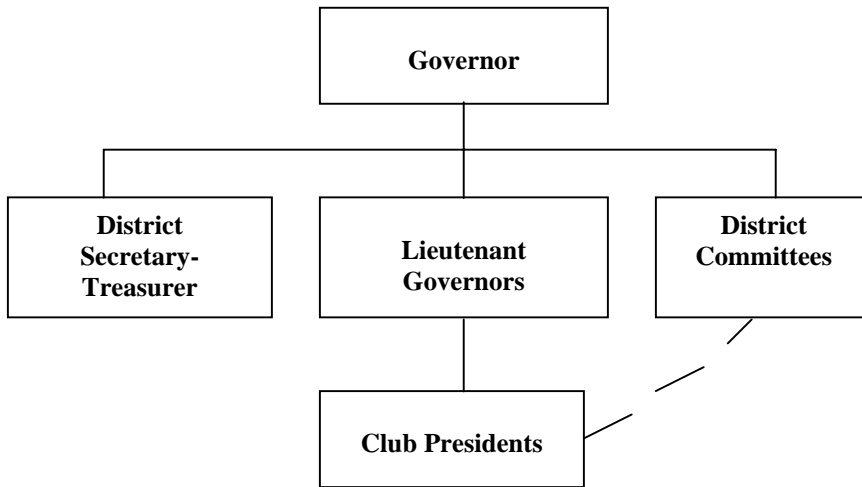 Governor
District
Secretary-
Treasurer
Lieutenant
Governors
District
Committees
Club Presidents